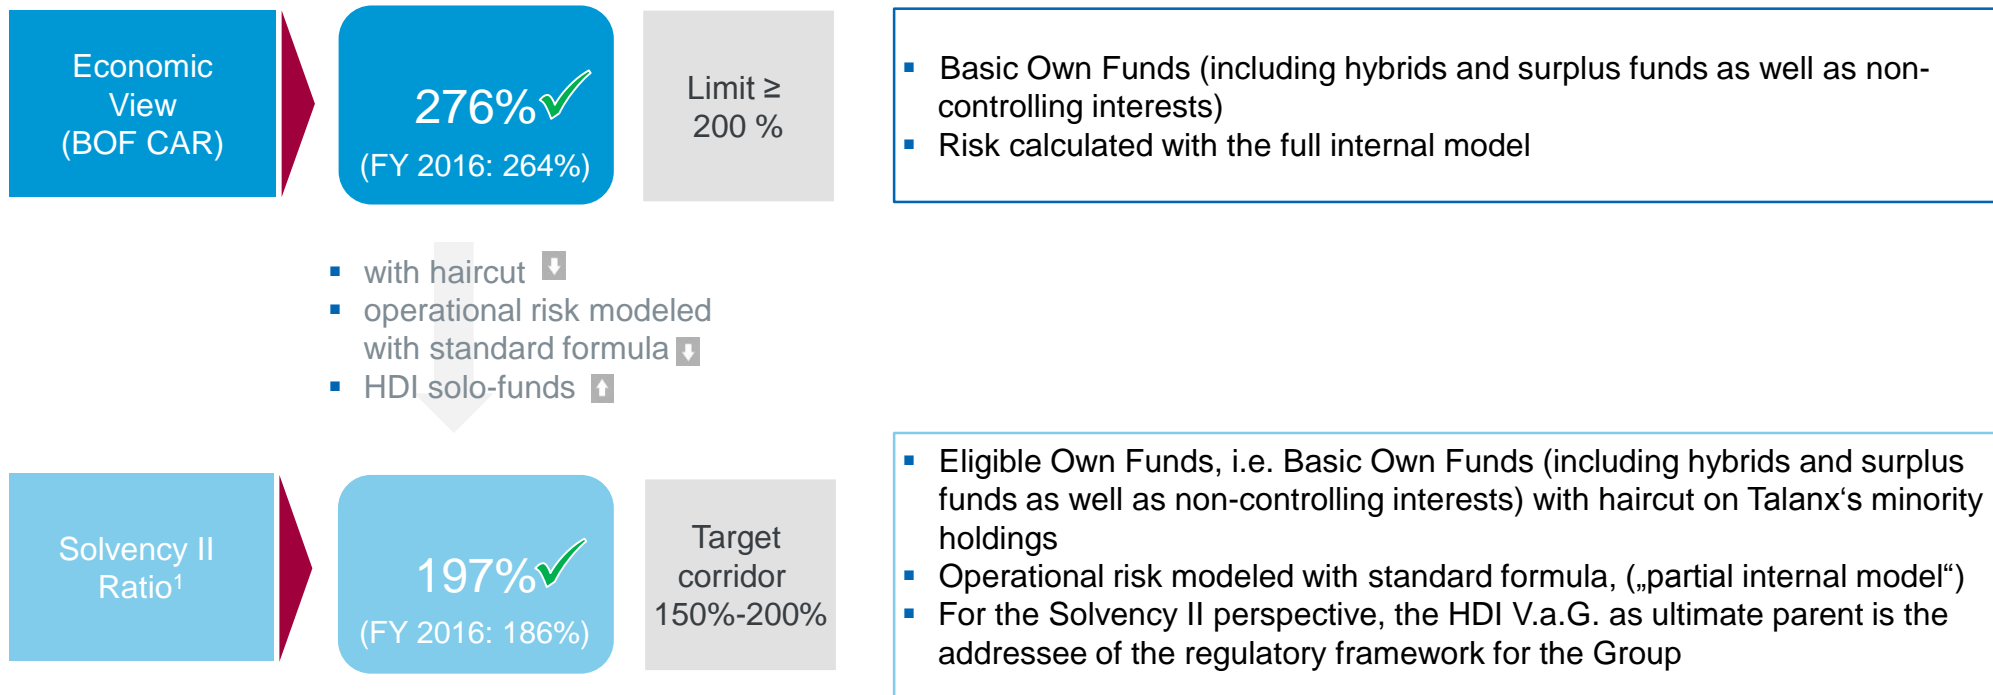 Economic
View
(BOF CAR)
276%
(FY 2016: 264%)
Limit ≥
200 %
▪ Basic Own Funds (including hybrids and surplus funds as well as non-
controlling interests)
▪ Risk calculated with the full internal model
▪ with haircut
▪ operational risk modeled
with standard formula
▪ HDI solo-funds
Solvency II
Ratio¹
197%
(FY 2016: 186%)
Target
corridor
150%-200%
▪ Eligible Own Funds, i.e. Basic Own Funds (including hybrids and surplus
funds as well as non-controlling interests) with haircut on Talanx‘s minority
holdings
▪ Operational risk modeled with standard formula, („partial internal model“)
▪ For the Solvency II perspective, the HDI V.a.G. as ultimate parent is the
addressee of the regulatory framework for the Group